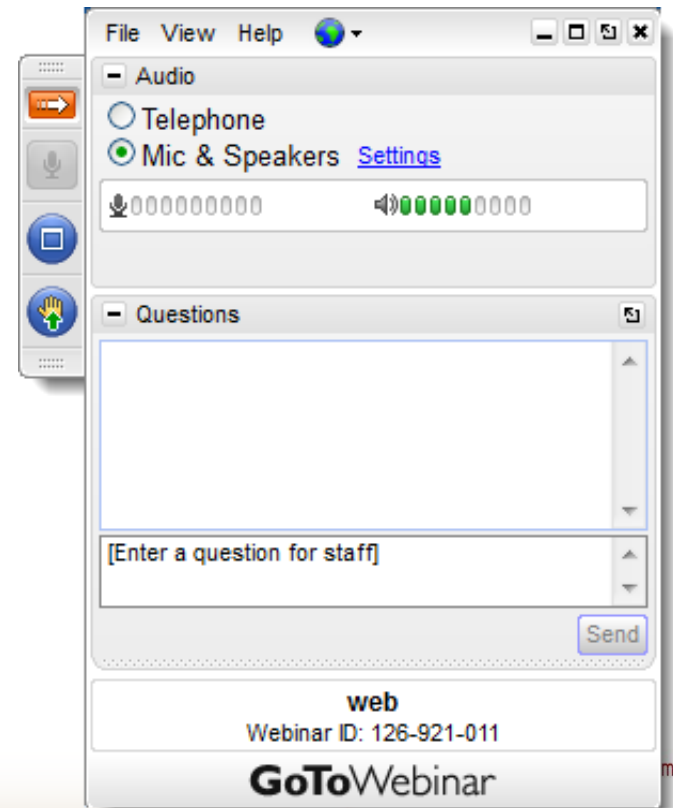 File View Help
Audio
Telephone
Mic & Speakers Settings
Questions
[Enter a question for staff]
Send
web
Webinar ID: 126-921-011
GoToWebinar